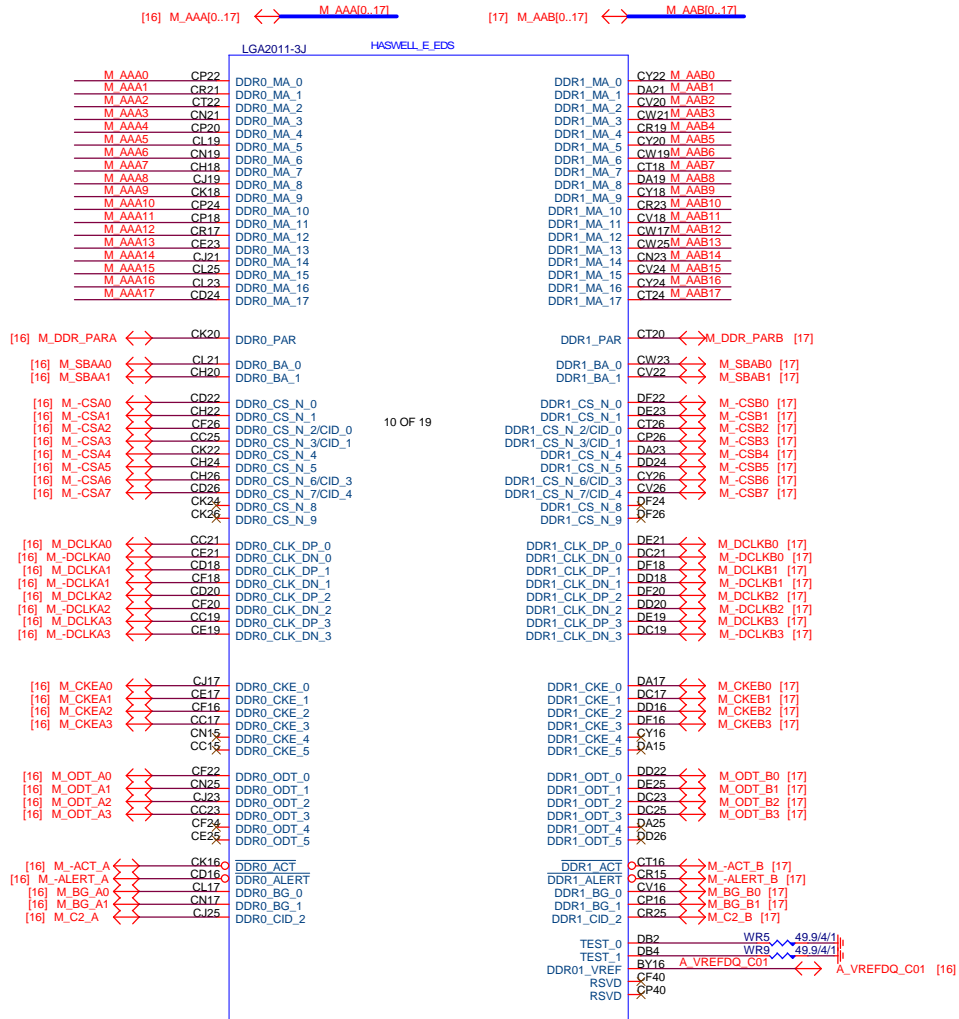 [16] M_AAA[0..17] M_AAA[0..17] [17] M_AAB[0..17] M_AAB[0..17]
LGA2011-3J HASWELL_E_EDS
M_AAA0 CP22 DDR0_MA_0 DDR1_MA_0 CY22 M_AAB0
M_AAA1 CR21 DDR0_MA_1 DDR1_MA_1 DA21 M_AAB1
M_AAA2 CT22 DDR0_MA_2 DDR1_MA_2 CV20 M_AAB2
M_AAA3 CN21 DDR0_MA_3 DDR1_MA_3 CW21 M_AAB3
M_AAA4 CP20 DDR0_MA_4 DDR1_MA_4 CR19 M_AAB4
M_AAA5 CL19 DDR0_MA_5 DDR1_MA_5 CY20 M_AAB5
M_AAA6 CN19 DDR0_MA_6 DDR1_MA_6 CW19 M_AAB6
M_AAA7 CH18 DDR0_MA_7 DDR1_MA_7 CT18 M_AAB7
M_AAA8 CJ19 DDR0_MA_8 DDR1_MA_8 DA19 M_AAB8
M_AAA9 CK18 DDR0_MA_9 DDR1_MA_9 CY18 M_AAB9
M_AAA10 CP24 DDR0_MA_10 DDR1_MA_10 CR23 M_AAB10
M_AAA11 CP18 DDR0_MA_11 DDR1_MA_11 CV18 M_AAB11
M_AAA12 CR17 DDR0_MA_12 DDR1_MA_12 CW17 M_AAB12
M_AAA13 CE23 DDR0_MA_13 DDR1_MA_13 CW25 M_AAB13
M_AAA14 CJ21 DDR0_MA_14 DDR1_MA_14 CN23 M_AAB14
M_AAA15 CL25 DDR0_MA_15 DDR1_MA_15 CV24 M_AAB15
M_AAA16 CL23 DDR0_MA_16 DDR1_MA_16 CY24 M_AAB16
M_AAA17 CD24 DDR0_MA_17 DDR1_MA_17 CT24 M_AAB17
[16] M_DDR_PARA CK20 DDR0_PAR DDR1_PAR CT20 M_DDR_PARB [17]
[16] M_SBAA0 CL21 DDR0_BA_0 DDR1_BA_0 CW23 M_SBAB0 [17]
[16] M_SBAA1 CH20 DDR0_BA_1 DDR1_BA_1 CV22 M_SBAB1 [17]
[16] M_-CSA0 CD22 DDR0_CS_N_0 DDR1_CS_N_0 DF22 M_-CSB0 [17]
[16] M_-CSA1 CH22 DDR0_CS_N_1 DDR1_CS_N_1 DE23 M_-CSB1 [17]
[16] M_-CSA2 CF26 DDR0_CS_N_2/CID_0 10 OF 19 DDR1_CS_N_2/CID_0 CT26 M_-CSB2 [17]
[16] M_-CSA3 CC25 DDR0_CS_N_3/CID_1 DDR1_CS_N_3/CID_1 CP26 M_-CSB3 [17]
[16] M_-CSA4 CK22 DDR0_CS_N_4 DDR1_CS_N_4 DA23 M_-CSB4 [17]
[16] M_-CSA5 CH24 DDR0_CS_N_5 DDR1_CS_N_5 DD24 M_-CSB5 [17]
[16] M_-CSA6 CH26 DDR0_CS_N_6/CID_3 DDR1_CS_N_6/CID_3 CY26 M_-CSB6 [17]
[16] M_-CSA7 CD26 DDR0_CS_N_7/CID_4 DDR1_CS_N_7/CID_4 CV26 M_-CSB7 [17]
CK24 DDR0_CS_N_8 DDR1_CS_N_8 DF24
CK26 DDR0_CS_N_9 DDR1_CS_N_9 DF26
[16] M_DCLKA0 CC21 DDR0_CLK_DP_0 DDR1_CLK_DP_0 DE21 M_DCLKB0 [17]
[16] M_-DCLKA0 CE21 DDR0_CLK_DN_0 DDR1_CLK_DN_0 DC21 M_-DCLKB0 [17]
[16] M_DCLKA1 CD18 DDR0_CLK_DP_1 DDR1_CLK_DP_1 DF18 M_DCLKB1 [17]
[16] M_-DCLKA1 CF18 DDR0_CLK_DN_1 DDR1_CLK_DN_1 DD18 M_-DCLKB1 [17]
[16] M_DCLKA2 CD20 DDR0_CLK_DP_2 DDR1_CLK_DP_2 DF20 M_DCLKB2 [17]
[16] M_-DCLKA2 CF20 DDR0_CLK_DN_2 DDR1_CLK_DN_2 DD20 M_-DCLKB2 [17]
[16] M_DCLKA3 CC19 DDR0_CLK_DP_3 DDR1_CLK_DP_3 DE19 M_DCLKB3 [17]
[16] M_-DCLKA3 CE19 DDR0_CLK_DN_3 DDR1_CLK_DN_3 DC19 M_-DCLKB3 [17]
[16] M_CKEA0 CJ17 DDR0_CKE_0 DDR1_CKE_0 DA17 M_CKEB0 [17]
[16] M_CKEA1 CE17 DDR0_CKE_1 DDR1_CKE_1 DC17 M_CKEB1 [17]
[16] M_CKEA2 CF16 DDR0_CKE_2 DDR1_CKE_2 DD16 M_CKEB2 [17]
[16] M_CKEA3 CC17 DDR0_CKE_3 DDR1_CKE_3 DF16 M_CKEB3 [17]
CN15 DDR0_CKE_4 DDR1_CKE_4 CY16
CC15 DDR0_CKE_5 DDR1_CKE_5 DA15
[16] M_ODT_A0 CF22 DDR0_ODT_0 DDR1_ODT_0 DD22 M_ODT_B0 [17]
[16] M_ODT_A1 CN25 DDR0_ODT_1 DDR1_ODT_1 DE25 M_ODT_B1 [17]
[16] M_ODT_A2 CJ23 DDR0_ODT_2 DDR1_ODT_2 DC23 M_ODT_B2 [17]
[16] M_ODT_A3 CC23 DDR0_ODT_3 DDR1_ODT_3 DC25 M_ODT_B3 [17]
CF24 DDR0_ODT_4 DDR1_ODT_4 DA25
CE25 DDR0_ODT_5 DDR1_ODT_5 DD26
[16] M_-ACT_A CK16 DDR0_ACT DDR1_ACT CT16 M_-ACT_B [17]
[16] M_-ALERT_A CD16 DDR0_ALERT DDR1_ALERT CR15 M_-ALERT_B [17]
[16] M_BG_A0 CL17 DDR0_BG_0 DDR1_BG_0 CV16 M_BG_B0 [17]
[16] M_BG_A1 CN17 DDR0_BG_1 DDR1_BG_1 CP16 M_BG_B1 [17]
[16] M_C2_A CJ25 DDR0_CID_2 DDR1_CID_2 CR25 M_C2_B [17]
TEST_0 DB2 WR5 49.9/4/1
TEST_1 DB4 WR9 49.9/4/1
DDR01_VREF BY16 A_VREFDQ_C01 A_VREFDQ_C01 [16]
RSVD CF40
RSVD CP40